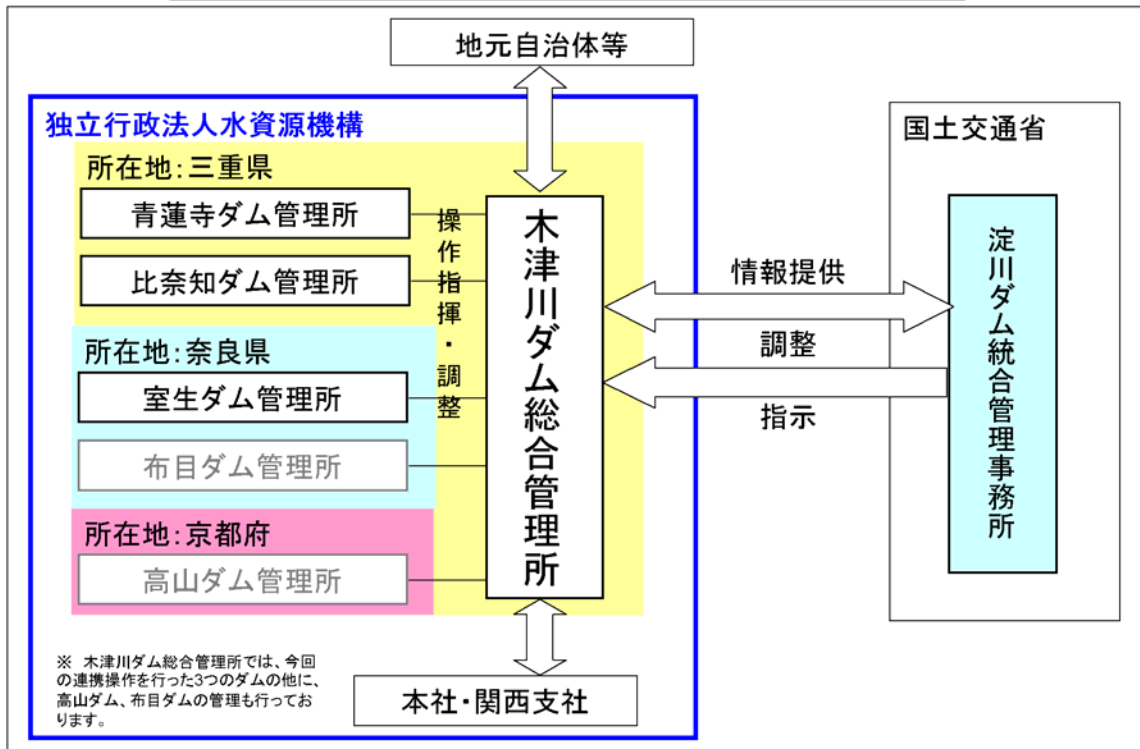 地元自治体等
独立行政法人水資源機構
所在地:三重県
青蓮寺ダム管理所
比奈知ダム管理所
所在地:奈良県
室生ダム管理所
布目ダム管理所
所在地:京都府
高山ダム管理所
操作指揮・調整
木津川ダム総合管理所
※ 木津川ダム総合管理所では、今回
の連携操作を行った3つのダムの他に、
高山ダム、布目ダムの管理も行ってお
ります。
本社・関西支社
情報提供
調整
指示
国土交通省
淀川ダム統合管理事務所